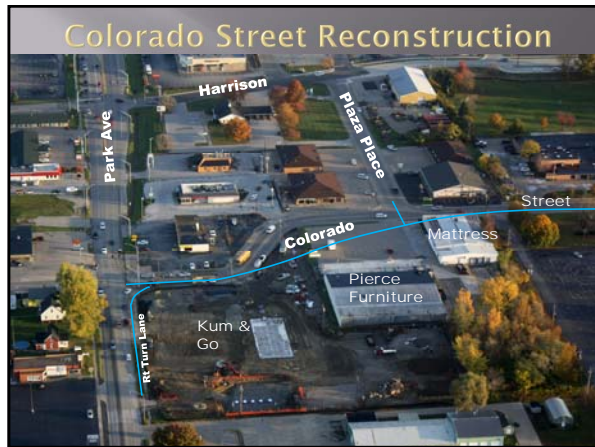 Colorado Street Reconstruction
Harrison
Park Ave
Plaza Place
Street
Colorado
Mattress
Pierce
Furniture
Kum &
Go
Rt Turn Lane